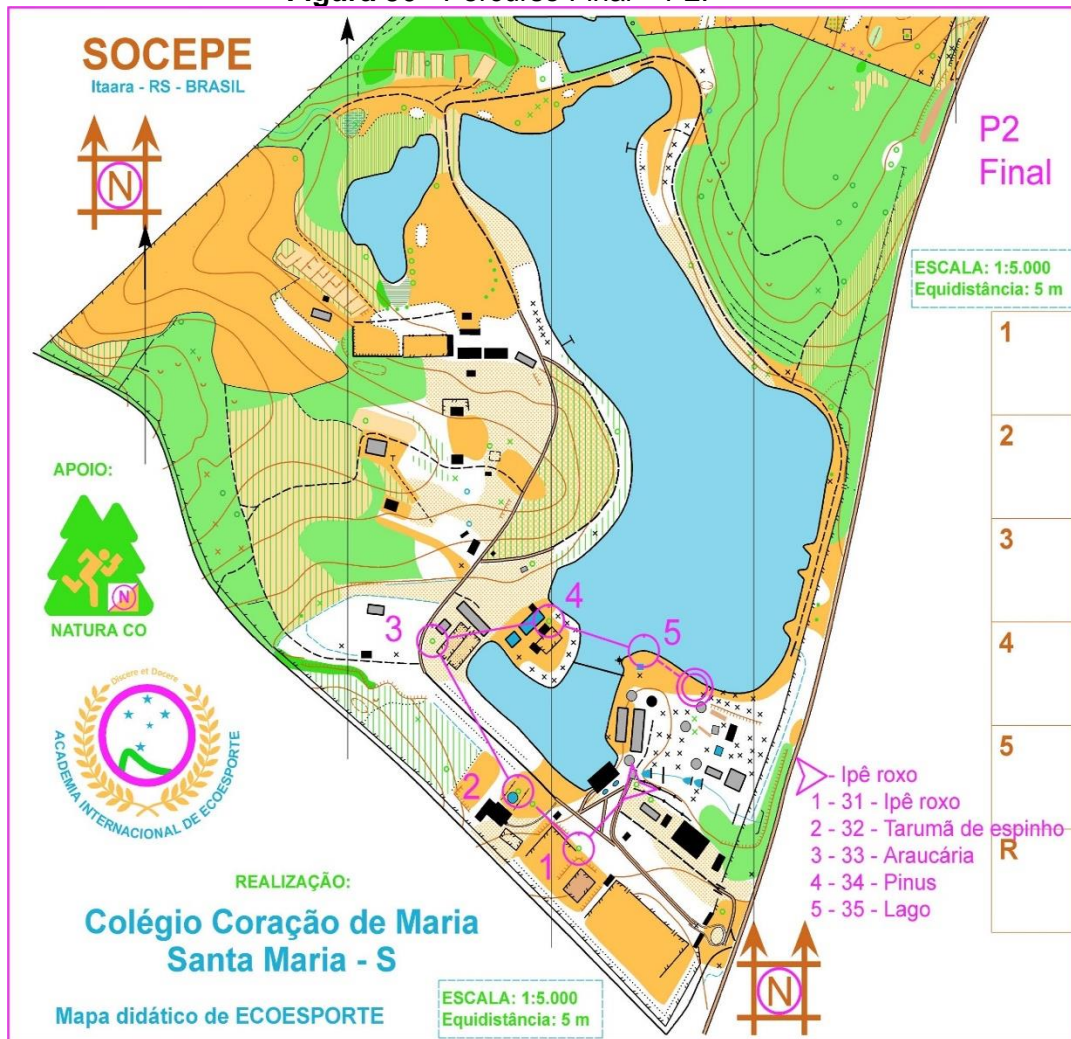 SOCEPE
Itaara - RS - BRASIL
N
P2
Final
ESCALA: 1:5.000
Equidistância: 5 m
1
2
3
4
5
R
APOIO:
N
NATURA CO
Discere et Docere
ACADEMIA INTERNACIONAL DE ECOESPORTE
3
4
5
2
1
- Ipê roxo
1 - 31 - Ipê roxo
2 - 32 - Tarumã de espinho
3 - 33 - Araucária
4 - 34 - Pinus
5 - 35 - Lago
REALIZAÇÃO:
Colégio Coração de Maria
Santa Maria - S
Mapa didático de ECOESPORTE
ESCALA: 1:5.000
Equidistância: 5 m
N